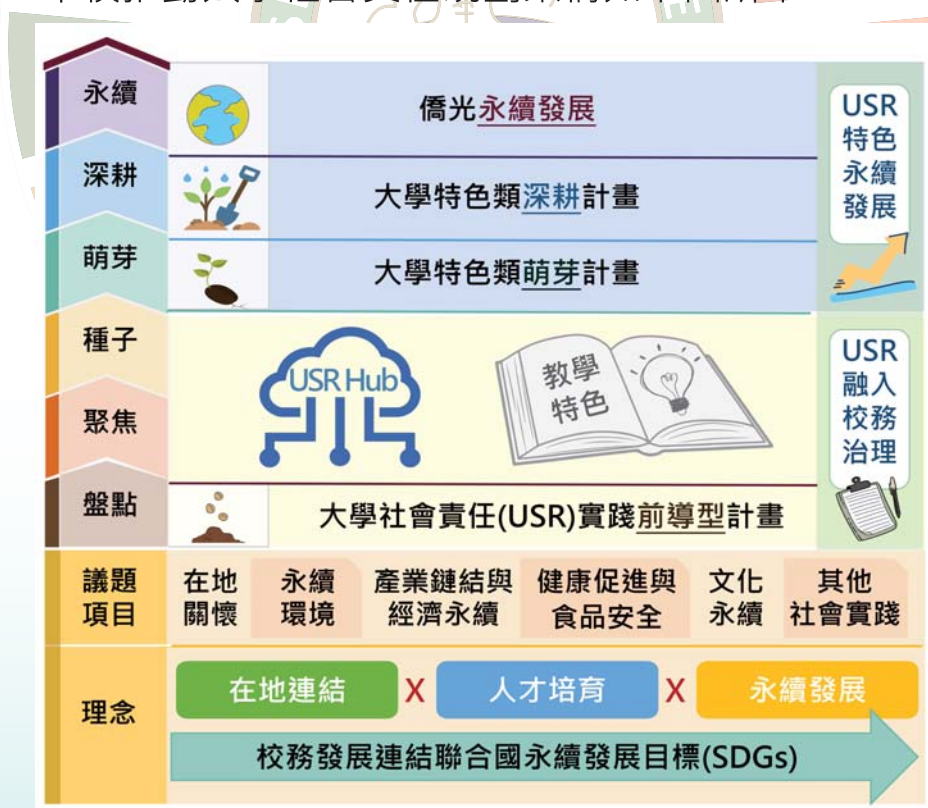 永續
僑光永續發展
USR
特色
永續
發展
深耕
大學特色類深耕計畫
萌芽
大學特色類萌芽計畫
種子
USR Hub
教學
特色
USR
融入
校務
治理
聚焦
盤點
大學社會責任(USR)實踐前導型計畫
議題
項目
在地
關懷
永續
環境
產業鏈結與
經濟永續
健康促進與
食品安全
文化
永續
其他
社會實踐
理念
在地連結 X 人才培育 X 永續發展
校務發展連結聯合國永續發展目標(SDGs)